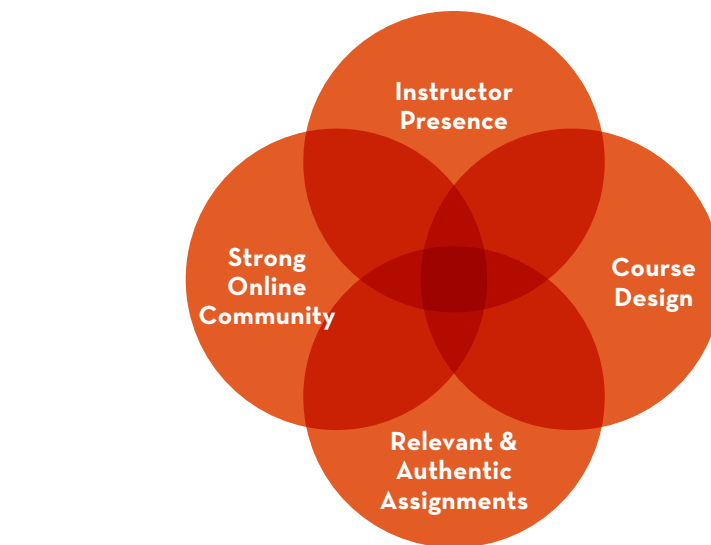 Instructor
Presence
Strong
Online
Community
Course
Design
Relevant &
Authentic
Assignments